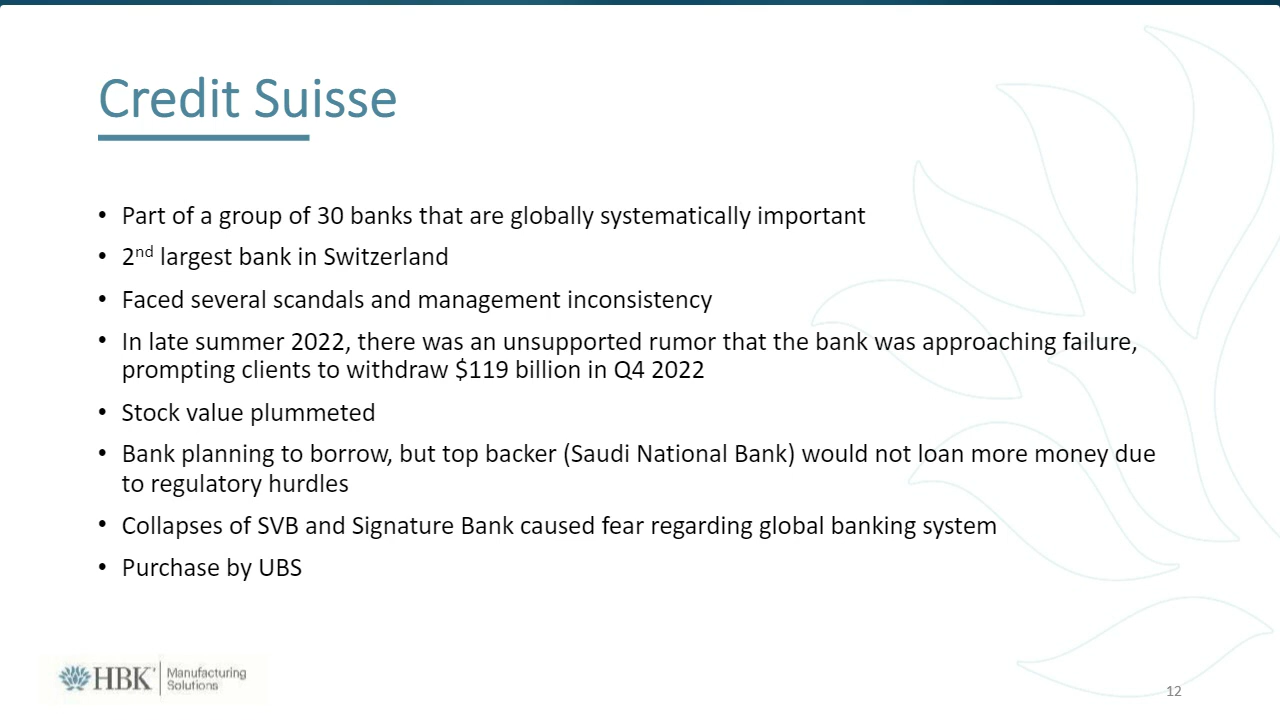 Credit Suisse
• Part of a group of 30 banks that are globally systematically important
• 2nd largest bank in Switzerland
• Faced several scandals and management inconsistency
• In late summer 2022, there was an unsupported rumor that the bank was approaching failure,
prompting clients to withdraw $119 billion in Q4 2022
• Stock value plummeted
• Bank planning to borrow, but top backer (Saudi National Bank) would not loan more money due
to regulatory hurdles
• Collapses of SVB and Signature Bank caused fear regarding global banking system
• Purchase by UBS
HBK Manufacturing
Solutions
12